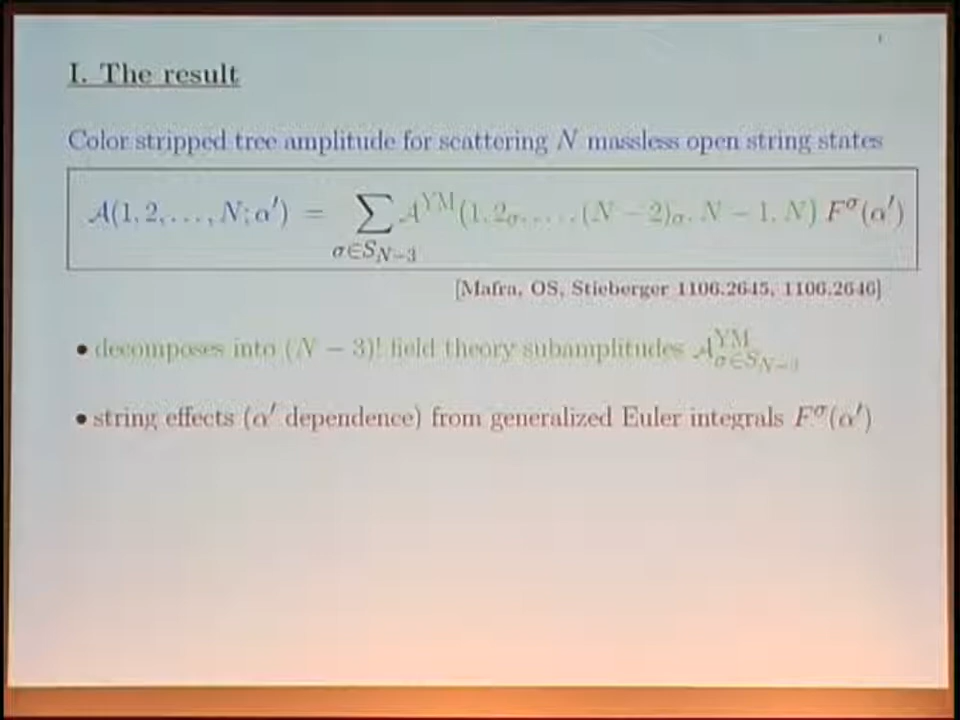 I. The result
Color stripped tree amplitude for scattering N massless open string states
A(1, 2, . . . , N; α′) = ∑_{σ∈S_{N−3}} A^{YM}(1, 2_σ, . . . , (N − 2)_σ, N − 1, N) F^σ(α′)
[Mafra, OS, Stieberger 1106.2645, 1106.2646]
• decomposes into (N − 3)! field theory subamplitudes A^{YM}_{σ∈S_{N−3}}
• string effects (α′ dependence) from generalized Euler integrals F^σ(α′)